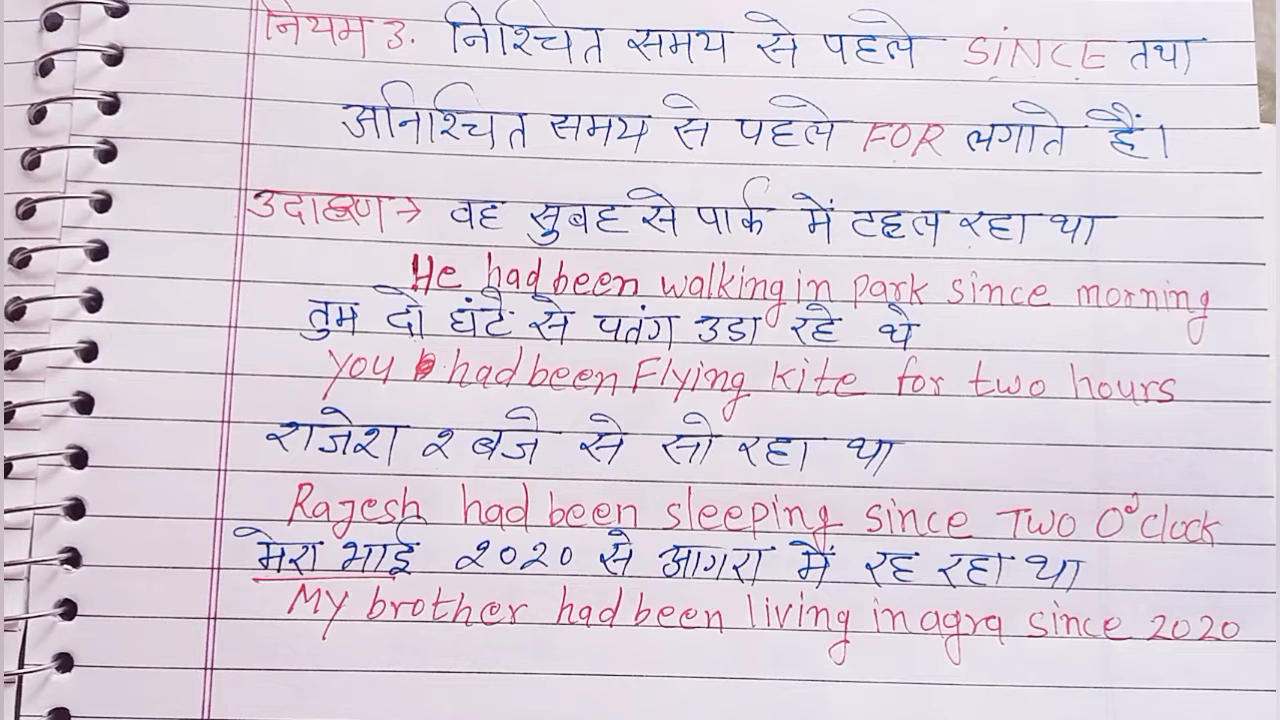 नियम 3. निश्चित समय से पहले SINCE तथा
अनिश्चित समय से पहले FOR लगाते हैं।
उदाहरण → वह सुबह से पार्क में टहल रहा था
He had been walking in park since morning
तुम दो घंटे से पतंग उडा रहे थे
you had been Flying kite for two hours
राजेश २ बजे से सो रहा था
Rajesh had been sleeping since Two O'clock
मेरा भाई २०२० से आगरा में रह रहा था
My brother had been living in agra since 2020